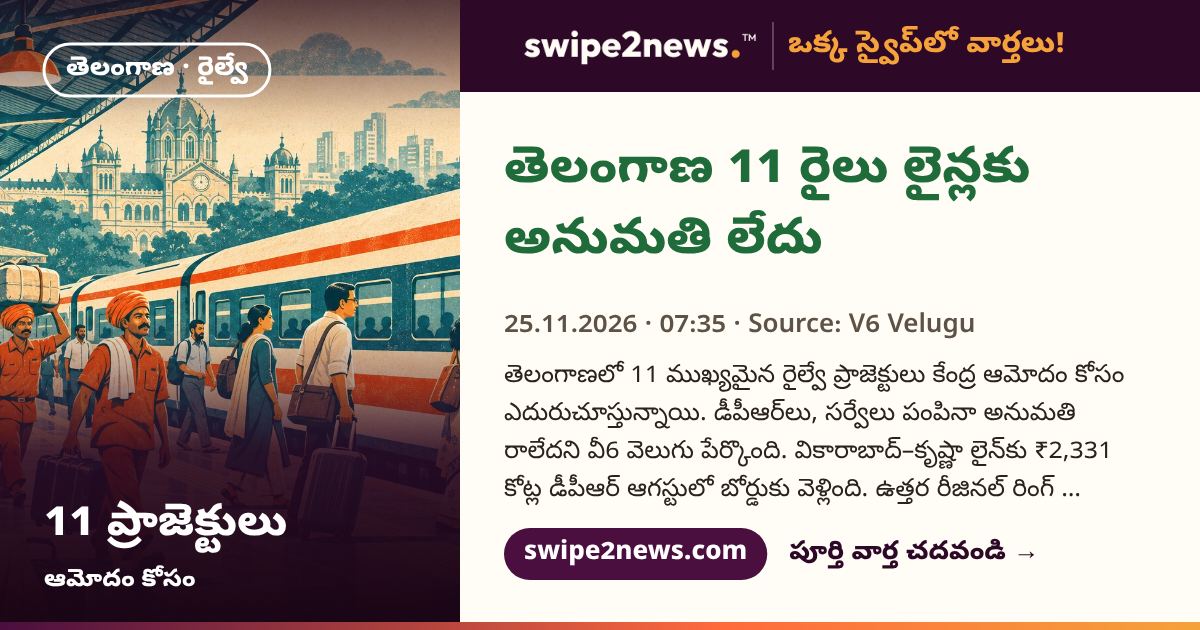 తెలంగాణ · రైల్వే
11 ప్రాజెక్టులు
ఆమోదం కోసం
swipe2news.™ ఒక్క స్వైప్‌లో వార్తలు!
తెలంగాణ 11 రైలు లైన్లకు
అనుమతి లేదు
25.11.2026 · 07:35 · Source: V6 Velugu
తెలంగాణలో 11 ముఖ్యమైన రైల్వే ప్రాజెక్టులు కేంద్ర ఆమోదం కోసం
ఎదురుచూస్తున్నాయి. డీపీఆర్‌లు, సర్వేలు పంపినా అనుమతి
రాలేదని వీ6 వెలుగు పేర్కొంది. వికారాబాద్–కృష్ణా లైన్‌కు ₹2,331
కోట్ల డీపీఆర్ ఆగస్టులో బోర్డుకు వెళ్లింది. ఉత్తర రీజినల్ రింగ్ ...
swipe2news.com పూర్తి వార్త చదవండి →